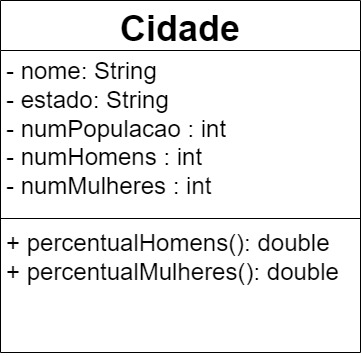 Cidade
- nome: String
- estado: String
- numPopulacao : int
- numHomens : int
- numMulheres : int
+ percentualHomens(): double
+ percentualMulheres(): double